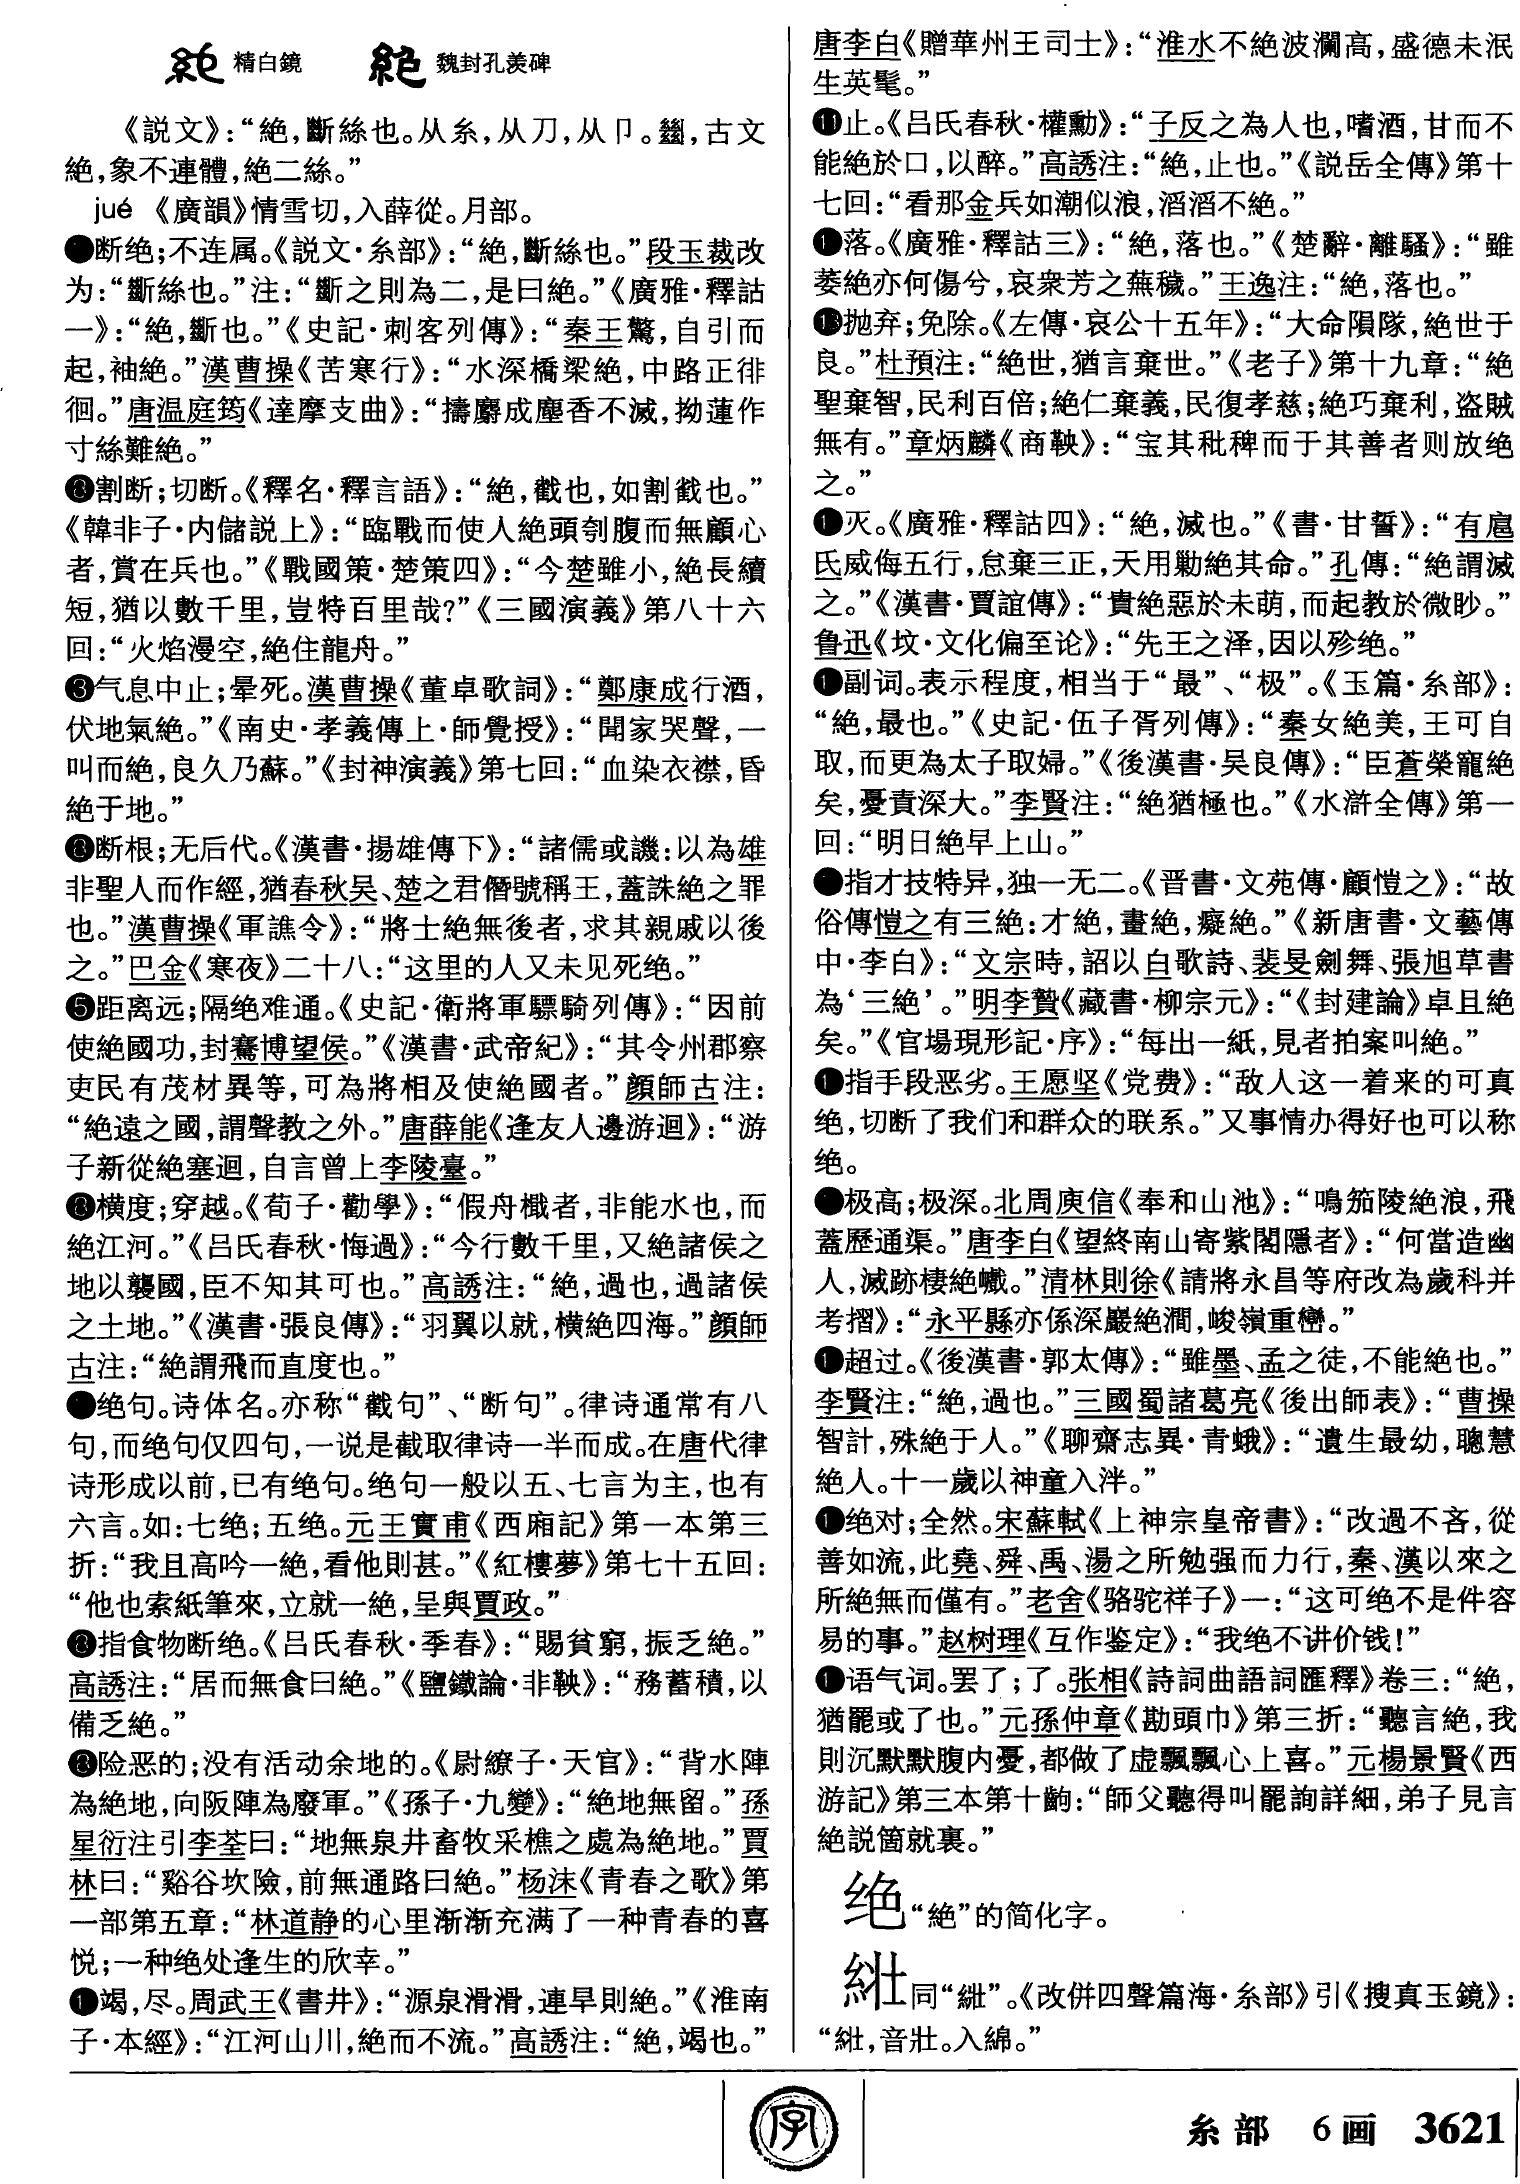 絶 精白鏡 絶 魏封孔羨碑
《説文》：“絶，斷絲也。从糸，从刀，从卩。𢇍，古文
絶，象不連體，絶二絲。”
jué 《廣韻》情雪切，入薛從。月部。
断绝；不连属。《説文·糸部》：“絶，斷絲也。”段玉裁改
为：“斷絲也。”注：“斷之則為二，是曰絶。”《廣雅·釋詁
一》：“絶，斷也。”《史記·刺客列傳》：“秦王驚，自引而
起，袖絶。”漢曹操《苦寒行》：“水深橋梁絶，中路正徘
徊。”唐温庭筠《達摩支曲》：“擣麝成塵香不滅，拗蓮作
寸絲難絶。”
割断；切断。《釋名·釋言語》：“絶，截也，如割截也。”
《韓非子·内儲説上》：“臨戰而使人絶頭刳腹而無顧心
者，賞在兵也。”《戰國策·楚策四》：“今楚雖小，絶長續
短，猶以數千里，豈特百里哉？”《三國演義》第八十六
回：“火焰漫空，絶住龍舟。”
❸气息中止；晕死。漢曹操《董卓歌詞》：“鄭康成行酒，
伏地氣絶。”《南史·孝義傳上·師覺授》：“聞家哭聲，一
叫而絶，良久乃蘇。”《封神演義》第七回：“血染衣襟，昏
絶于地。”
断根；无后代。《漢書·揚雄傳下》：“諸儒或譏：以為雄
非聖人而作經，猶春秋吴、楚之君僭號稱王，蓋誅絶之罪
也。”漢曹操《軍譙令》：“將士絶無後者，求其親戚以後
之。”巴金《寒夜》二十八：“这里的人又未见死绝。”
❺距离远；隔绝难通。《史記·衛將軍驃騎列傳》：“因前
使絶國功，封騫博望侯。”《漢書·武帝紀》：“其令州郡察
吏民有茂材異等，可為將相及使絶國者。”顔師古注：
“絶遠之國，謂聲教之外。”唐薛能《逢友人邊游迴》：“游
子新從絶塞迴，自言曾上李陵臺。”
横度；穿越。《荀子·勸學》：“假舟檝者，非能水也，而
絶江河。”《吕氏春秋·悔過》：“今行數千里，又絶諸侯之
地以襲國，臣不知其可也。”高誘注：“絶，過也，過諸侯
之土地。”《漢書·張良傳》：“羽翼以就，横絶四海。”顔師
古注：“絶謂飛而直度也。”
绝句。诗体名。亦称“截句”、“断句”。律诗通常有八
句，而绝句仅四句，一说是截取律诗一半而成。在唐代律
诗形成以前，已有绝句。绝句一般以五、七言为主，也有
六言。如：七绝；五绝。元王實甫《西廂記》第一本第三
折：“我且高吟一絶，看他則甚。”《紅樓夢》第七十五回：
“他也索紙筆來，立就一絶，呈與賈政。”
指食物断绝。《吕氏春秋·季春》：“賜貧窮，振乏絶。”
高誘注：“居而無食曰絶。”《鹽鐵論·非鞅》：“務蓄積，以
備乏絶。”
险恶的；没有活动余地的。《尉繚子·天官》：“背水陣
為絶地，向阪陣為廢軍。”《孫子·九變》：“絶地無留。”孫
星衍注引李荃曰：“地無泉井畜牧采樵之處為絶地。”賈
林曰：“谿谷坎險，前無通路曰絶。”杨沫《青春之歌》第
一部第五章：“林道静的心里渐渐充满了一种青春的喜
悦；一种绝处逢生的欣幸。”
竭，尽。周武王《書井》：“源泉滑滑，連旱則絶。”《淮南
子·本經》：“江河山川，絶而不流。”高誘注：“絶，竭也。”
唐李白《贈華州王司士》：“淮水不絶波瀾高，盛德未泯
生英髦。”
⓫止。《吕氏春秋·權勳》：“子反之為人也，嗜酒，甘而不
能絶於口，以醉。”高誘注：“絶，止也。”《説岳全傳》第十
七回：“看那金兵如潮似浪，滔滔不絶。”
落。《廣雅·釋詁三》：“絶，落也。”《楚辭·離騷》：“雖
萎絶亦何傷兮，哀衆芳之蕪穢。”王逸注：“絶，落也。”
抛弃；免除。《左傳·哀公十五年》：“大命隕隊，絶世于
良。”杜預注：“絶世，猶言棄世。”《老子》第十九章：“絶
聖棄智，民利百倍；絶仁棄義，民復孝慈；絶巧棄利，盗賊
無有。”章炳麟《商鞅》：“宝其秕稗而于其善者则放绝
之。”
灭。《廣雅·釋詁四》：“絶，滅也。”《書·甘誓》：“有扈
氏威侮五行，怠棄三正，天用勦絶其命。”孔傳：“絶謂滅
之。”《漢書·賈誼傳》：“貴絶惡於未萌，而起教於微眇。”
鲁迅《坟·文化偏至论》：“先王之泽，因以殄绝。”
副词。表示程度，相当于“最”、“极”。《玉篇·糸部》：
“絶，最也。”《史記·伍子胥列傳》：“秦女絶美，王可自
取，而更為太子取婦。”《後漢書·吴良傳》：“臣蒼榮寵絶
矣，憂責深大。”李賢注：“絶猶極也。”《水滸全傳》第一
回：“明日絶早上山。”
指才技特异，独一无二。《晋書·文苑傳·顧愷之》：“故
俗傳愷之有三絶：才絶，畫絶，癡絶。”《新唐書·文藝傳
中·李白》：“文宗時，詔以白歌詩、裴旻劍舞、張旭草書
為‘三絶’。”明李贄《藏書·柳宗元》：“《封建論》卓且絶
矣。”《官場現形記·序》：“每出一紙，見者拍案叫絶。”
指手段恶劣。王愿坚《党费》：“敌人这一着来的可真
绝，切断了我们和群众的联系。”又事情办得好也可以称
绝。
极高；极深。北周庾信《奉和山池》：“鳴笳陵絶浪，飛
蓋歷通渠。”唐李白《望終南山寄紫閣隱者》：“何當造幽
人，滅跡棲絶巘。”清林則徐《請將永昌等府改為歲科并
考摺》：“永平縣亦係深巖絶澗，峻嶺重巒。”
超过。《後漢書·郭太傳》：“雖墨、孟之徒，不能絶也。”
李賢注：“絶，過也。”三國蜀諸葛亮《後出師表》：“曹操
智計，殊絶于人。”《聊齋志異·青蛾》：“遺生最幼，聰慧
絶人。十一歲以神童入泮。”
绝对；全然。宋蘇軾《上神宗皇帝書》：“改過不吝，從
善如流，此堯、舜、禹、湯之所勉强而力行，秦、漢以來之
所絶無而僅有。”老舍《骆驼祥子》一：“这可绝不是件容
易的事。”赵树理《互作鉴定》：“我绝不讲价钱！”
语气词。罢了；了。张相《詩詞曲語詞匯釋》卷三：“絶，
猶罷或了也。”元孫仲章《勘頭巾》第三折：“聽言絶，我
則沉默默腹内憂，都做了虚飄飄心上喜。”元楊景賢《西
游記》第三本第十齣：“師父聽得叫罷詢詳細，弟子見言
絶説箇就裏。”
绝 “絶”的简化字。
䊋同“䊋”。《改併四聲篇海·糸部》引《搜真玉鏡》：
“，音壯。入綿。”
字
糸部 6画 3621